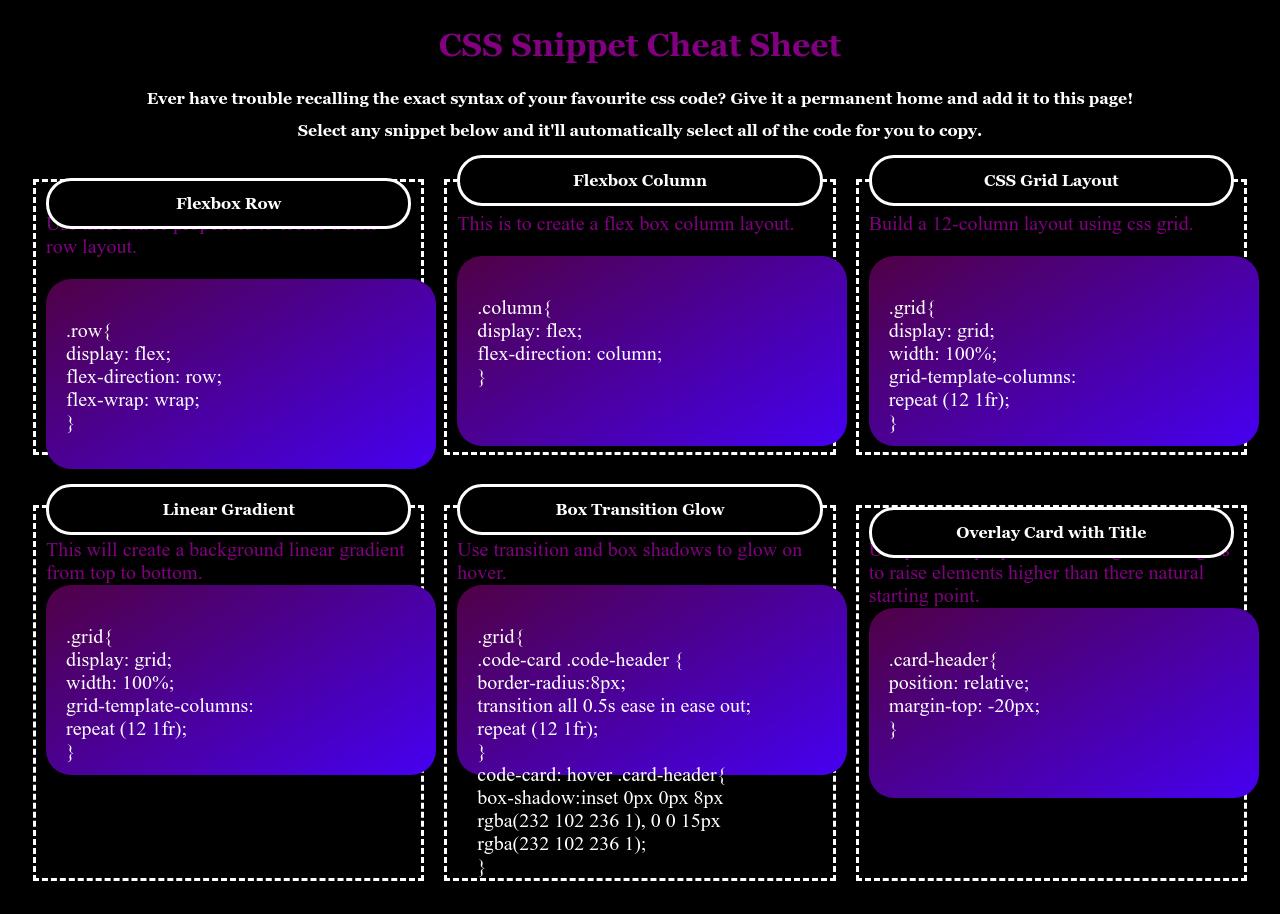 CSS Snippet Cheat Sheet
Ever have trouble recalling the exact syntax of your favourite css code? Give it a permanent home and add it to this page!
Select any snippet below and it'll automatically select all of the code for you to copy.
Flexbox Row
row layout.
.row{
display: flex;
flex-direction: row;
flex-wrap: wrap;
}
Flexbox Column
This is to create a flex box column layout.
.column{
display: flex;
flex-direction: column;
}
CSS Grid Layout
Build a 12-column layout using css grid.
.grid{
display: grid;
width: 100%;
grid-template-columns:
repeat (12 1fr);
}
Linear Gradient
This will create a background linear gradient
from top to bottom.
.grid{
display: grid;
width: 100%;
grid-template-columns:
repeat (12 1fr);
}
Box Transition Glow
Use transition and box shadows to glow on
hover.
.grid{
.code-card .code-header {
border-radius:8px;
transition all 0.5s ease in ease out;
repeat (12 1fr);
}
code-card: hover .card-header{
box-shadow:inset 0px 0px 8px
rgba(232 102 236 1), 0 0 15px
rgba(232 102 236 1);
}
Overlay Card with Title
to raise elements higher than there natural
starting point.
.card-header{
position: relative;
margin-top: -20px;
}